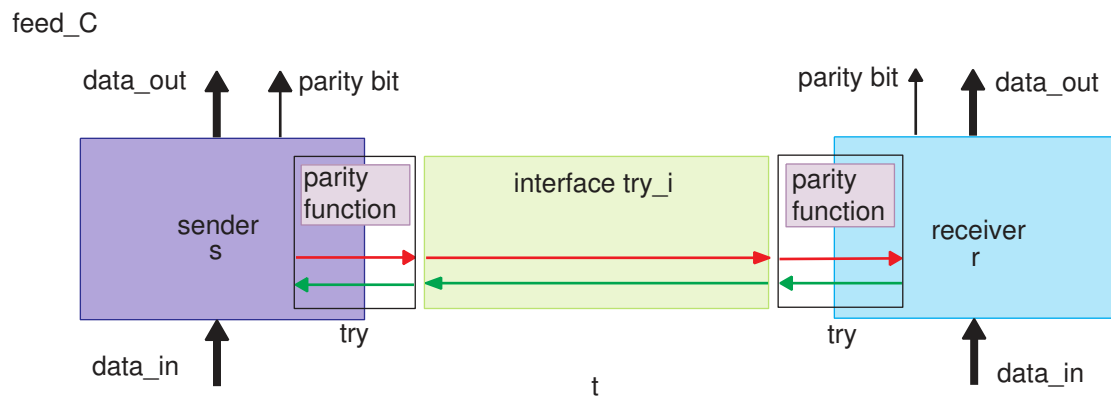 feed_C
data_out
parity bit
parity bit
data_out
parity
function
interface try_i
parity
function
sender
s
receiver
r
try
try
data_in
t
data_in